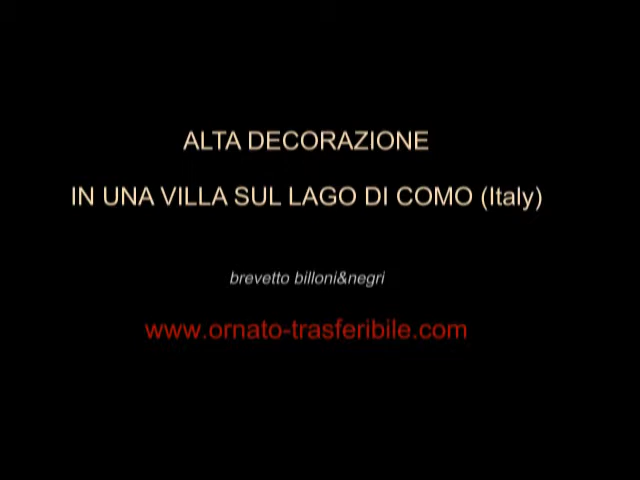 ALTA DECORAZIONE
IN UNA VILLA SUL LAGO DI COMO (Italy)
brevetto billoni&negri
www.ornato-trasferibile.com